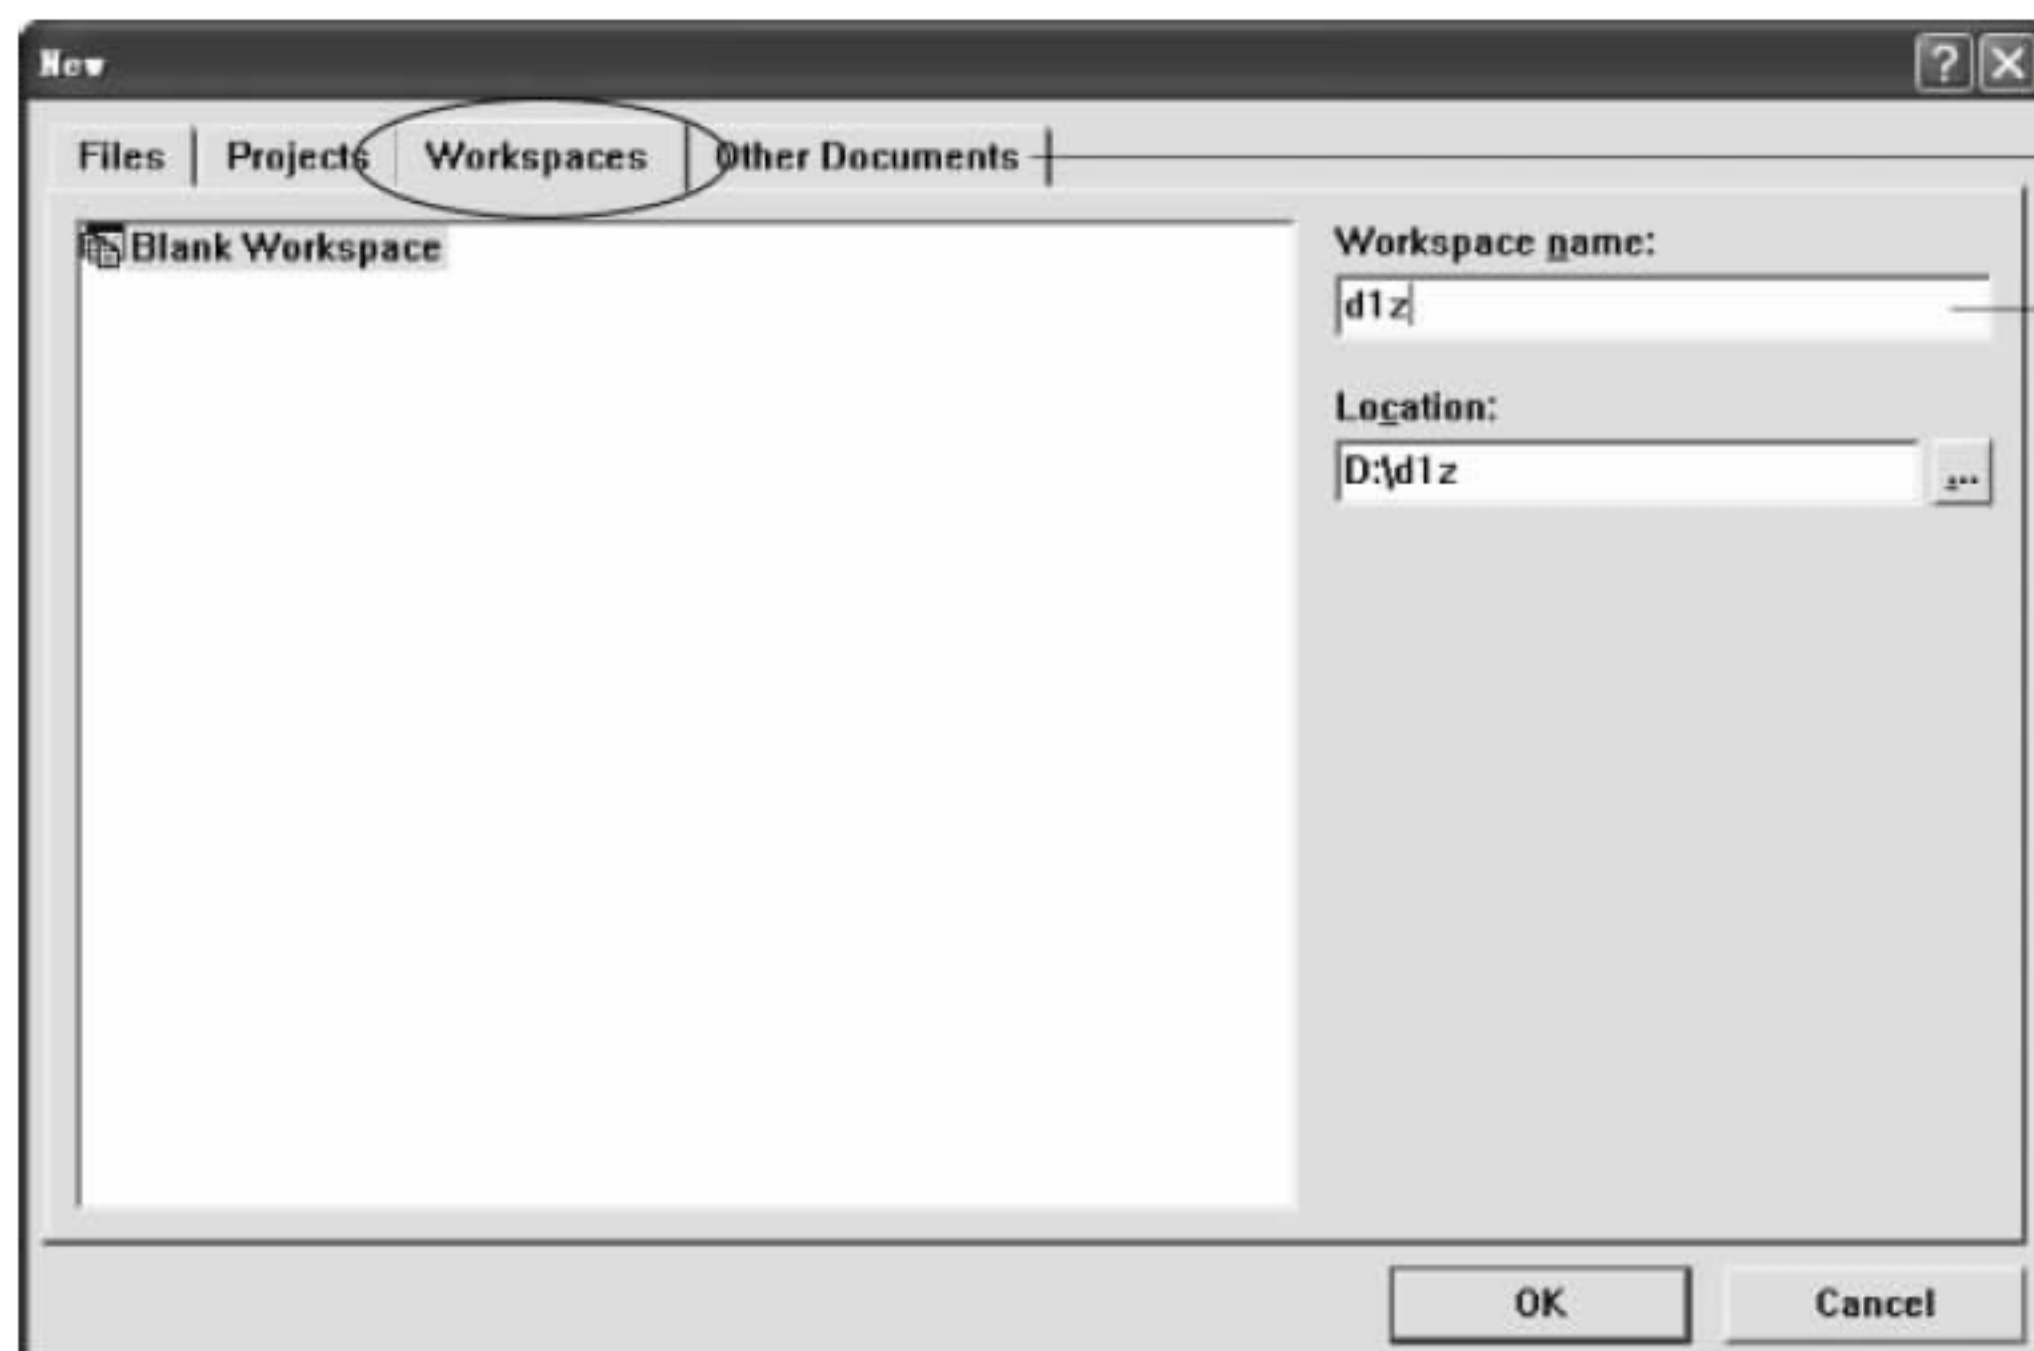 New
Files Projects Workspaces Other Documents
Blank Workspace
Workspace name:
d1z
Location:
D:\d1z
...
OK Cancel